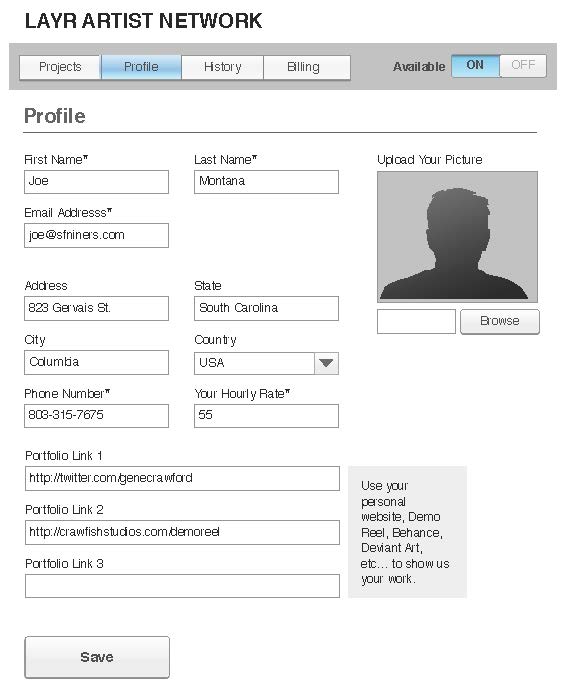 LAYR ARTIST NETWORK
Projects Profile History Billing Available ON OFF
Profile
First Name* Last Name* Upload Your Picture
Joe Montana
Email Addresss*
joe@sfniners.com
Address State
823 Gervais St. South Carolina
Browse
City Country
Columbia USA
Phone Number* Your Hourly Rate*
803-315-7675 55
Portfolio Link 1
http://twitter.com/genecrawford
Portfolio Link 2
http://crawfishstudios.com/demoreel
Portfolio Link 3
Use your
personal
website, Demo
Reel, Behance,
Deviant Art,
etc... to show us
your work.
Save